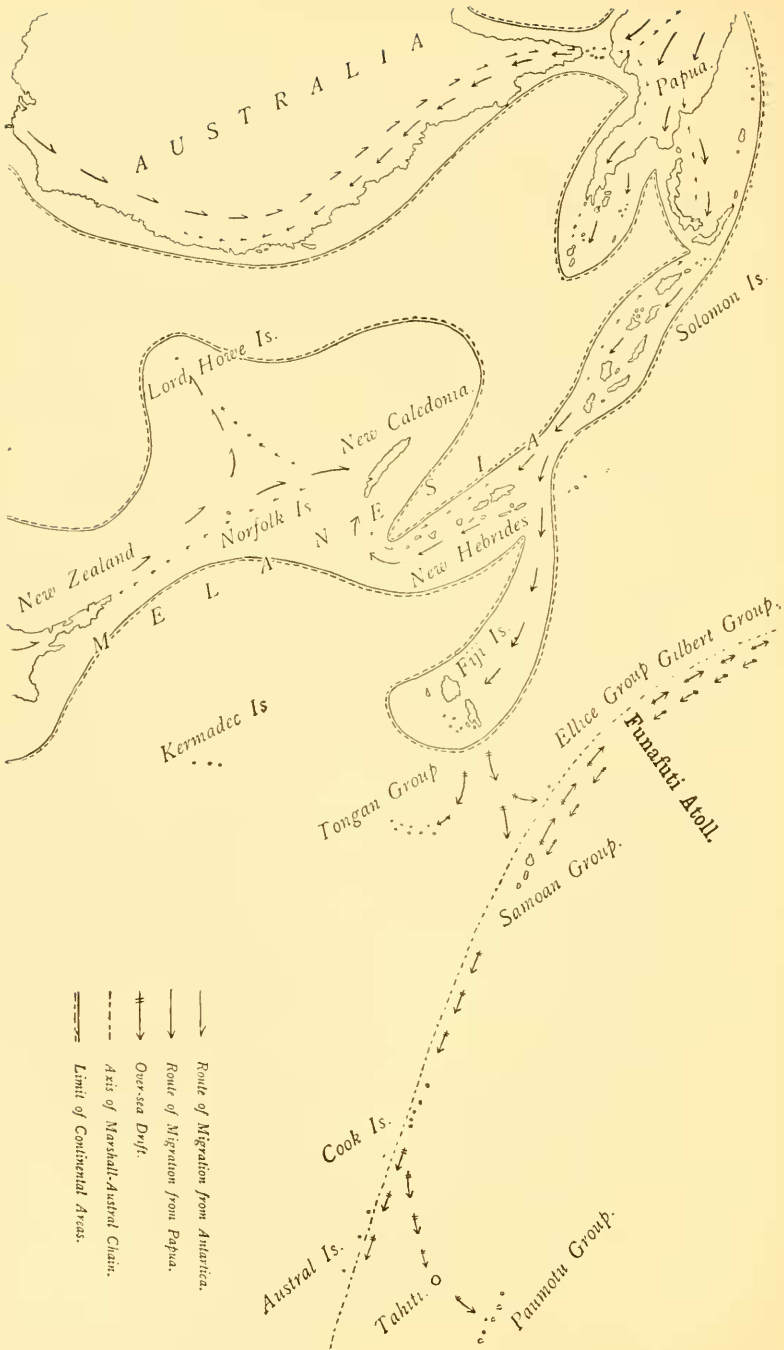 AUSTRALIA
Papua.
Solomon Is.
Lord Howe Is.
New Caledonia.
Norfolk Is
New Hebrides
New Zealand
MELANESIA
Fiji Is.
Kermadec Is
Tongan Group
Ellice Group
Gilbert Group.
Funafuti Atoll.
Samoan Group.
Cook Is.
Austral Is.
Tahiti.
Paumotu Group.
Route of Migration from Antartica.
Route of Migration from Papua.
Over-sea Drift.
Axis of Marshall-Austral Chain.
Limit of Continental Areas.